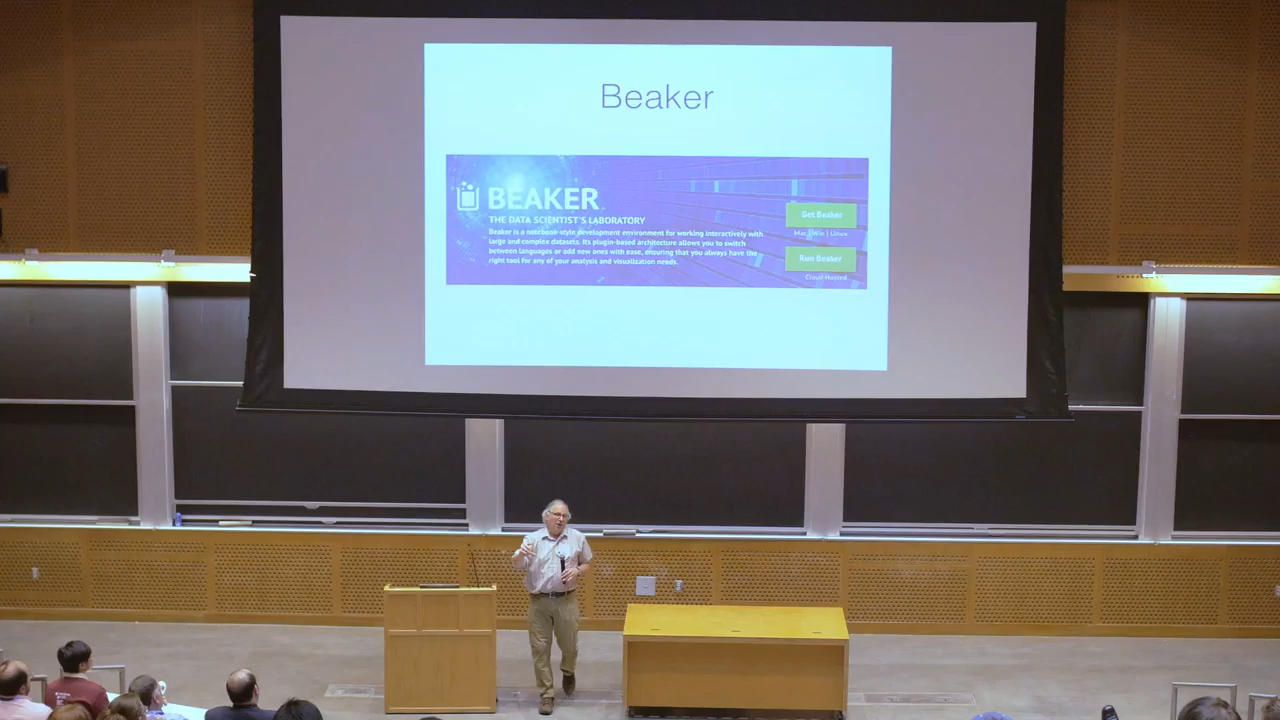 Beaker
BEAKER
THE DATA SCIENTIST'S LABORATORY
Beaker is a notebook-style development environment for working interactively with
large and complex datasets. Its plugin-based architecture allows you to switch
between languages or add new ones with ease, ensuring that you always have the
right tool for any of your analysis and visualization needs.
Get Beaker
Mac | Win | Linux
Run Beaker
Cloud Hosted